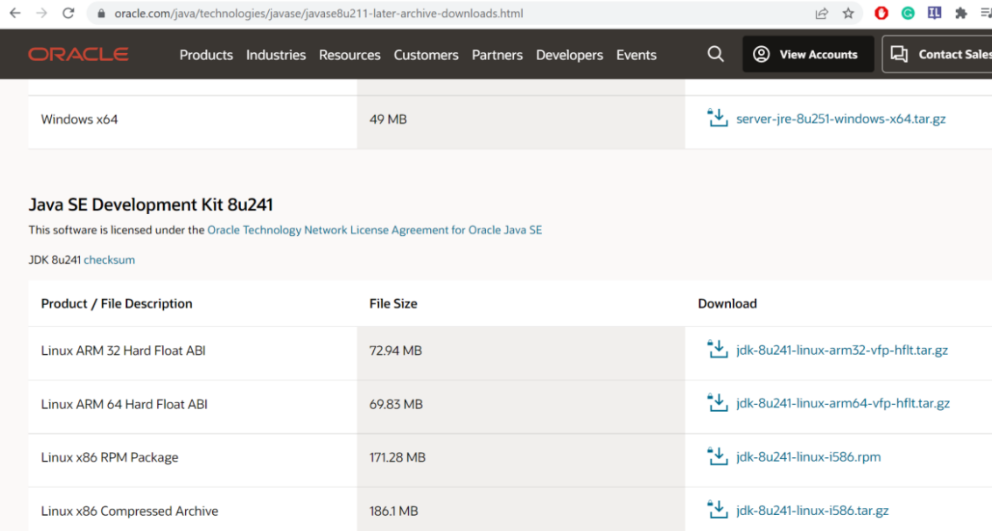 oracle.com/java/technologies/javase/javase8u211-later-archive-downloads.html
ORACLE Products Industries Resources Customers Partners Developers Events View Accounts Contact Sales
Windows x64 49 MB server-jre-8u251-windows-x64.tar.gz
Java SE Development Kit 8u241
This software is licensed under the Oracle Technology Network License Agreement for Oracle Java SE
JDK 8u241 checksum
Product / File Description File Size Download
Linux ARM 32 Hard Float ABI 72.94 MB jdk-8u241-linux-arm32-vfp-hflt.tar.gz
Linux ARM 64 Hard Float ABI 69.83 MB jdk-8u241-linux-arm64-vfp-hflt.tar.gz
Linux x86 RPM Package 171.28 MB jdk-8u241-linux-i586.rpm
Linux x86 Compressed Archive 186.1 MB jdk-8u241-linux-i586.tar.gz